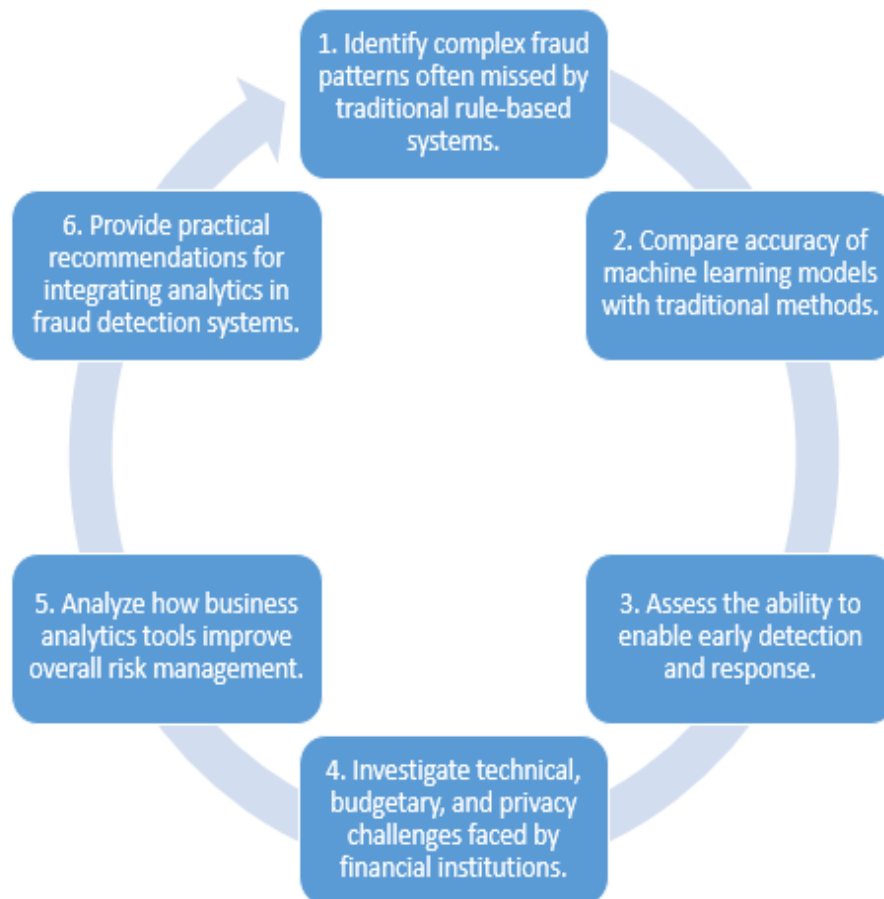 1. Identify complex fraud
patterns often missed by
traditional rule-based
systems.
2. Compare accuracy of
machine learning models
with traditional methods.
3. Assess the ability to
enable early detection
and response.
4. Investigate technical,
budgetary, and privacy
challenges faced by
financial institutions.
5. Analyze how business
analytics tools improve
overall risk management.
6. Provide practical
recommendations for
integrating analytics in
fraud detection systems.